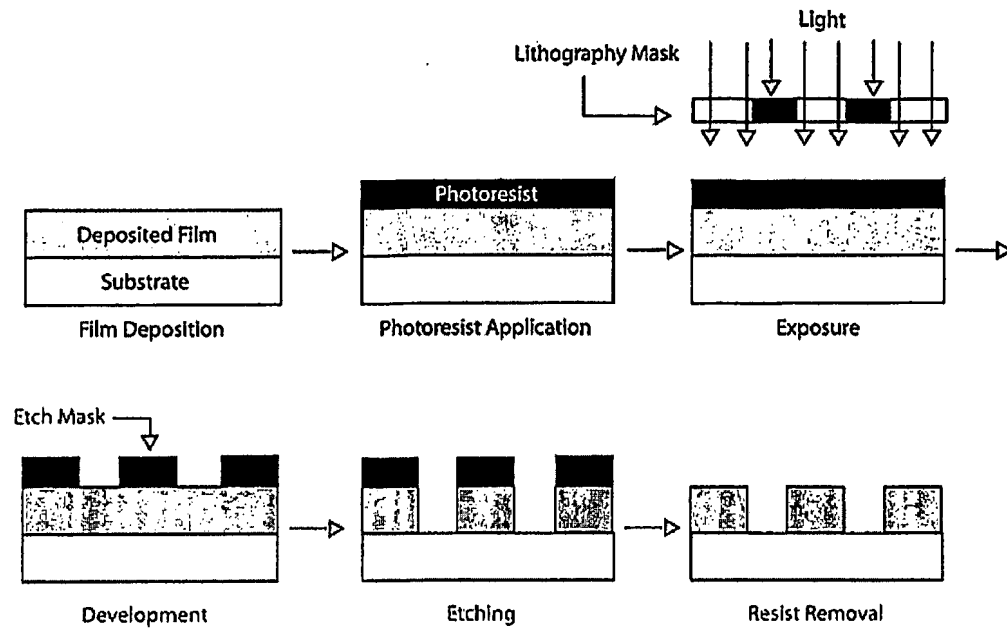 Light
Lithography Mask
Photoresist
Deposited Film
Substrate
Film Deposition
Photoresist Application
Exposure
Etch Mask
Development
Etching
Resist Removal